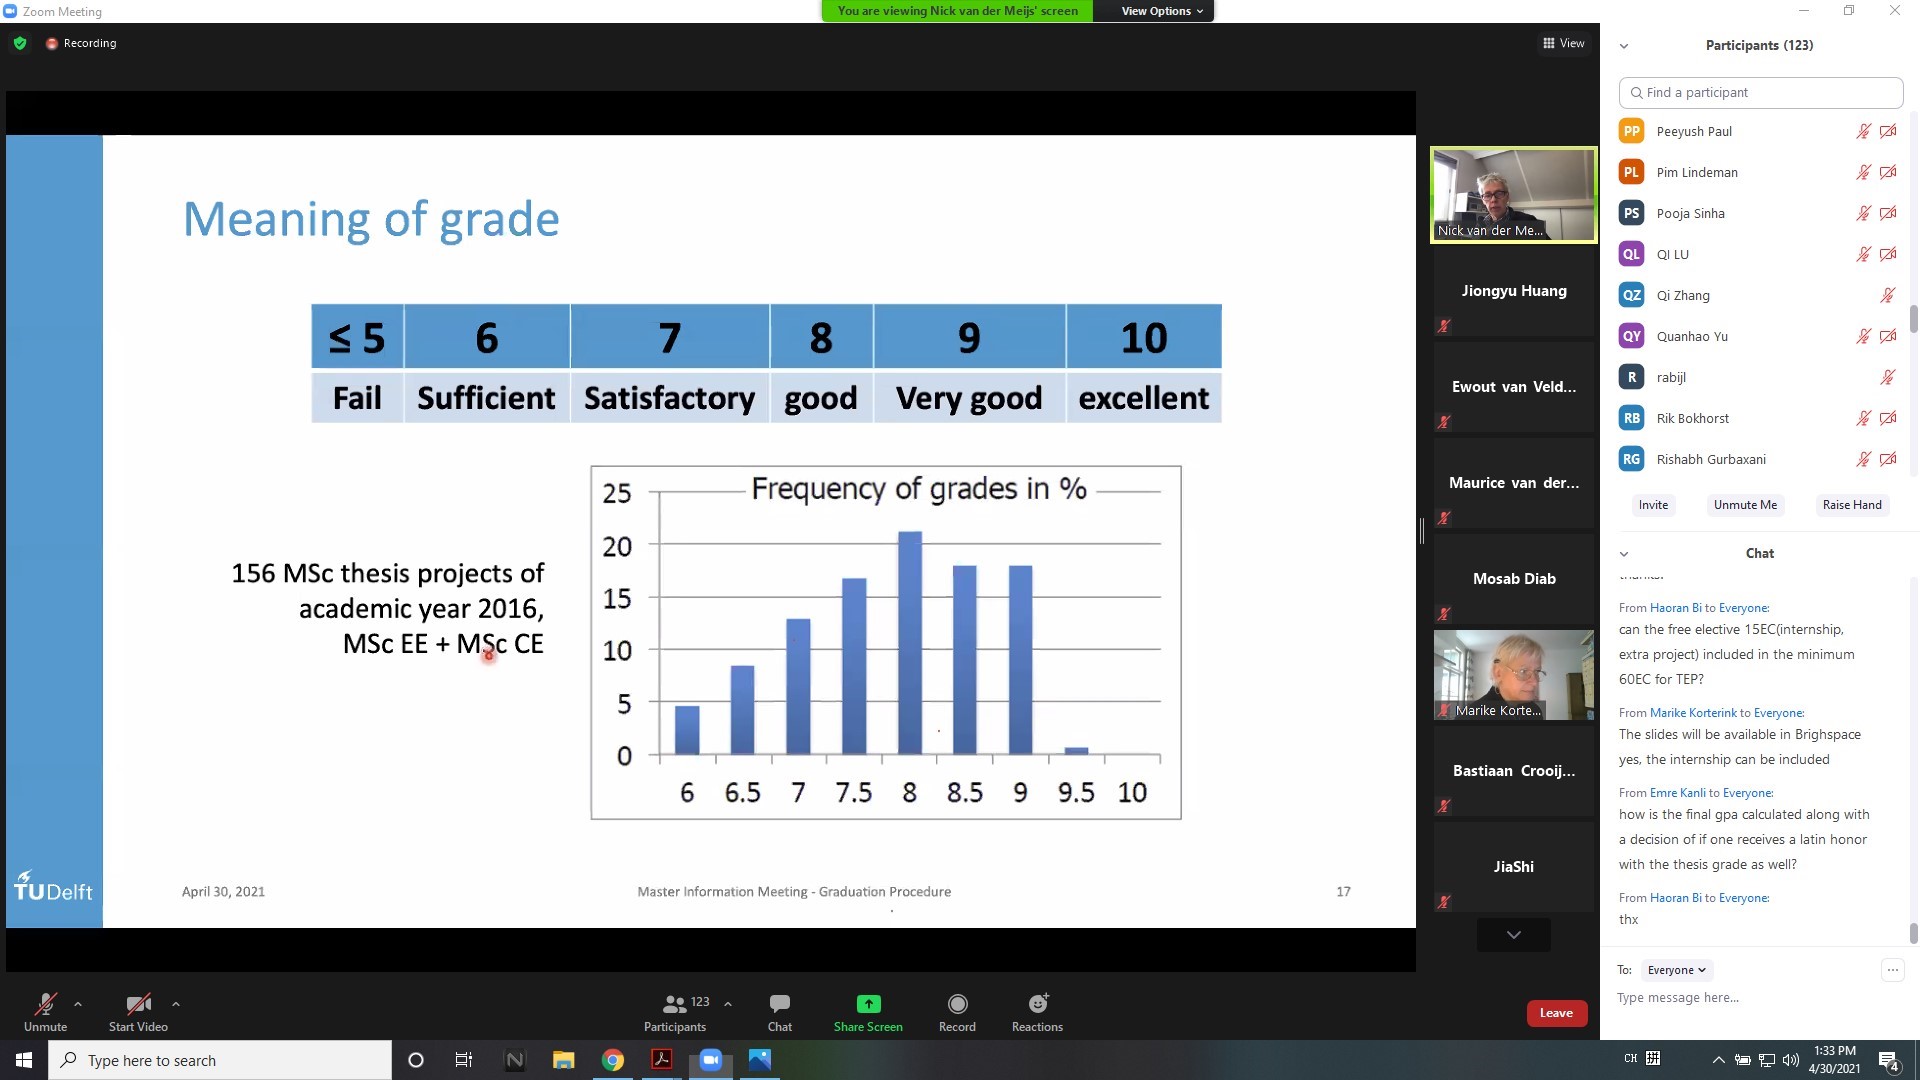 Zoom Meeting
You are viewing Nick van der Meijs' screen
View Options
Recording
View
Meaning of grade
≤ 5 6 7 8 9 10
Fail Sufficient Satisfactory good Very good excellent
156 MSc thesis projects of
academic year 2016,
MSc EE + MSc CE
Frequency of grades in %
25
20
15
10
5
0
6 6.5 7 7.5 8 8.5 9 9.5 10
TUDelft
April 30, 2021
Master Information Meeting - Graduation Procedure
17
Nick van der Me...
Jiongyu Huang
Ewout van Veld...
Maurice van der...
Mosab Diab
Marike Korte...
Bastiaan Crooij...
JiaShi
Participants (123)
Find a participant
PP Peeyush Paul
PL Pim Lindeman
PS Pooja Sinha
QL QI LU
QZ Qi Zhang
QY Quanhao Yu
R rabijl
RB Rik Bokhorst
RG Rishabh Gurbaxani
Invite Unmute Me Raise Hand
Chat
From Haoran Bi to Everyone:
can the free elective 15EC(internship,
extra project) included in the minimum
60EC for TEP?
From Marike Korterink to Everyone:
The slides will be available in Brighspace
yes, the internship can be included
From Emre Kanli to Everyone:
how is the final gpa calculated along with
a decision of if one receives a latin honor
with the thesis grade as well?
From Haoran Bi to Everyone:
thx
To: Everyone
Type message here...
Unmute
Start Video
123
Participants
Chat
Share Screen
Record
Reactions
Leave
Type here to search
CH 拼
1:33 PM
4/30/2021
4